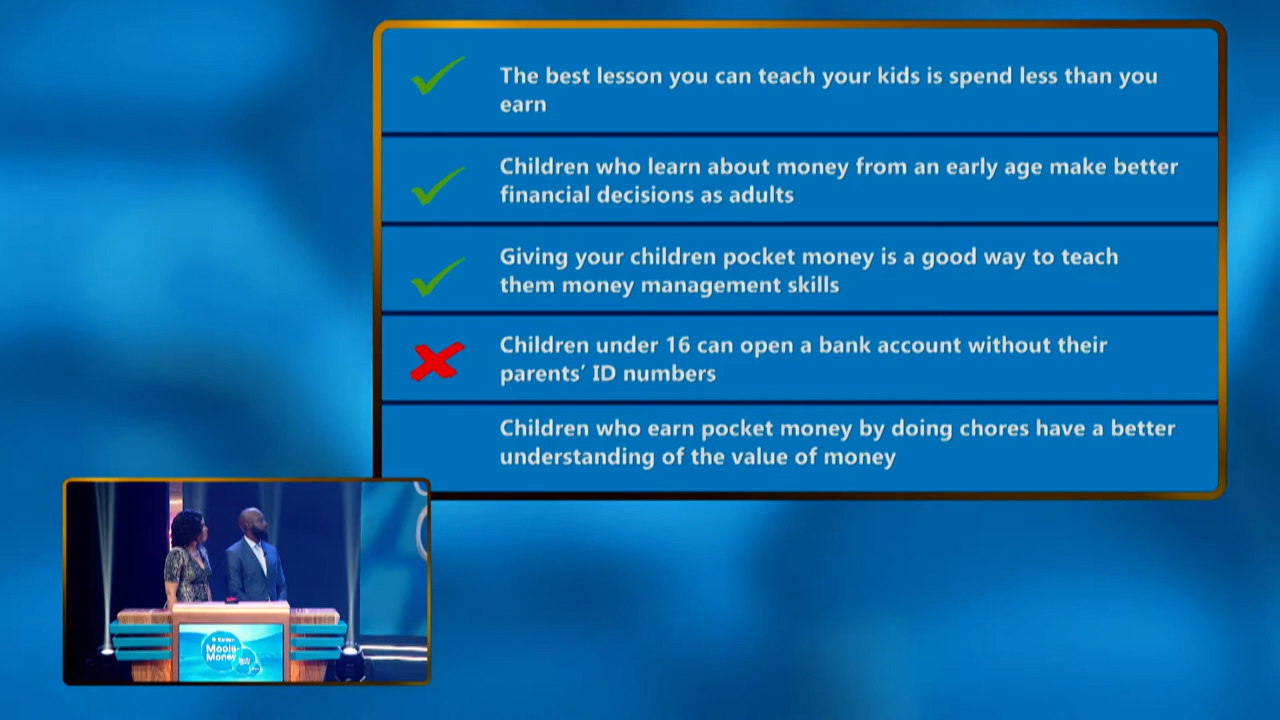 The best lesson you can teach your kids is spend less than you
earn
Children who learn about money from an early age make better
financial decisions as adults
Giving your children pocket money is a good way to teach
them money management skills
Children under 16 can open a bank account without their
parents’ ID numbers
Children who earn pocket money by doing chores have a better
understanding of the value of money
Moola
Money